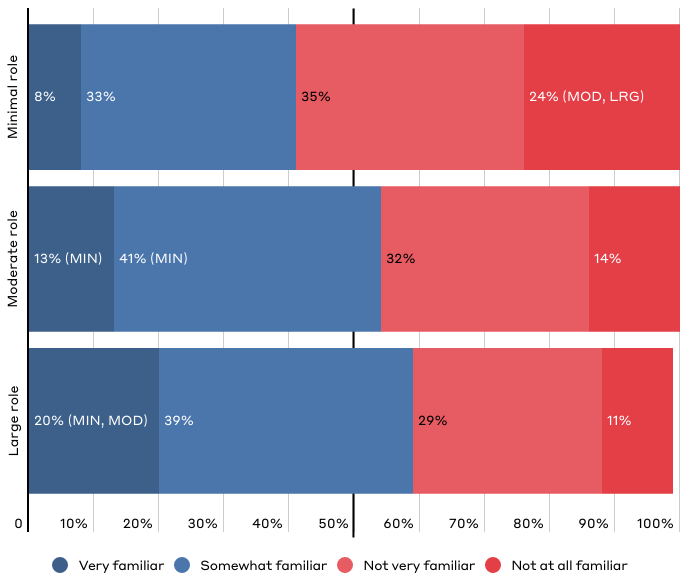 Minimal role
8%
33%
35%
24% (MOD, LRG)
Moderate role
13% (MIN)
41% (MIN)
32%
14%
Large role
20% (MIN, MOD)
39%
29%
11%
0 10% 20% 30% 40% 50% 60% 70% 80% 90% 100%
Very familiar Somewhat familiar Not very familiar Not at all familiar